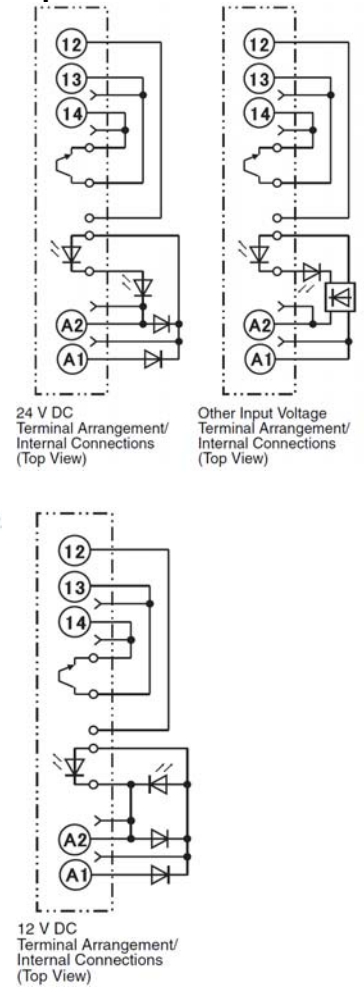 12
13
14
A2
A1
24 V DC
Terminal Arrangement/
Internal Connections
(Top View)
12
13
14
A2
A1
Other Input Voltage
Terminal Arrangement/
Internal Connections
(Top View)
12
13
14
A2
A1
12 V DC
Terminal Arrangement/
Internal Connections
(Top View)